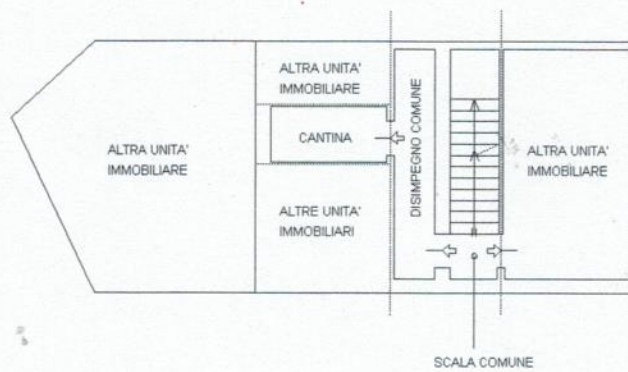 ALTRA UNITA'
IMMOBILIARE
CANTINA
DISIMPEGNO COMUNE
ALTRA UNITA'
IMMOBILIARE
ALTRA UNITA'
IMMOBILIARE
ALTRE UNITA'
IMMOBILIARI
SCALA COMUNE